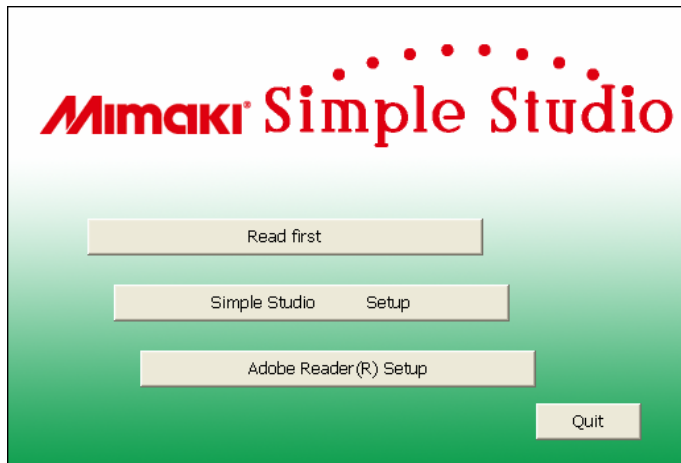 Mimaki® Simple Studio
Read first
Simple Studio Setup
Adobe Reader(R) Setup
Quit